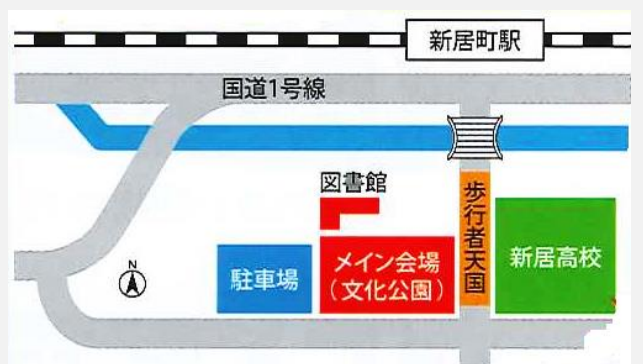 新居町駅
国道1号線
図書館
歩行者天国
新居高校
メイン会場
（文化公園）
駐車場
N